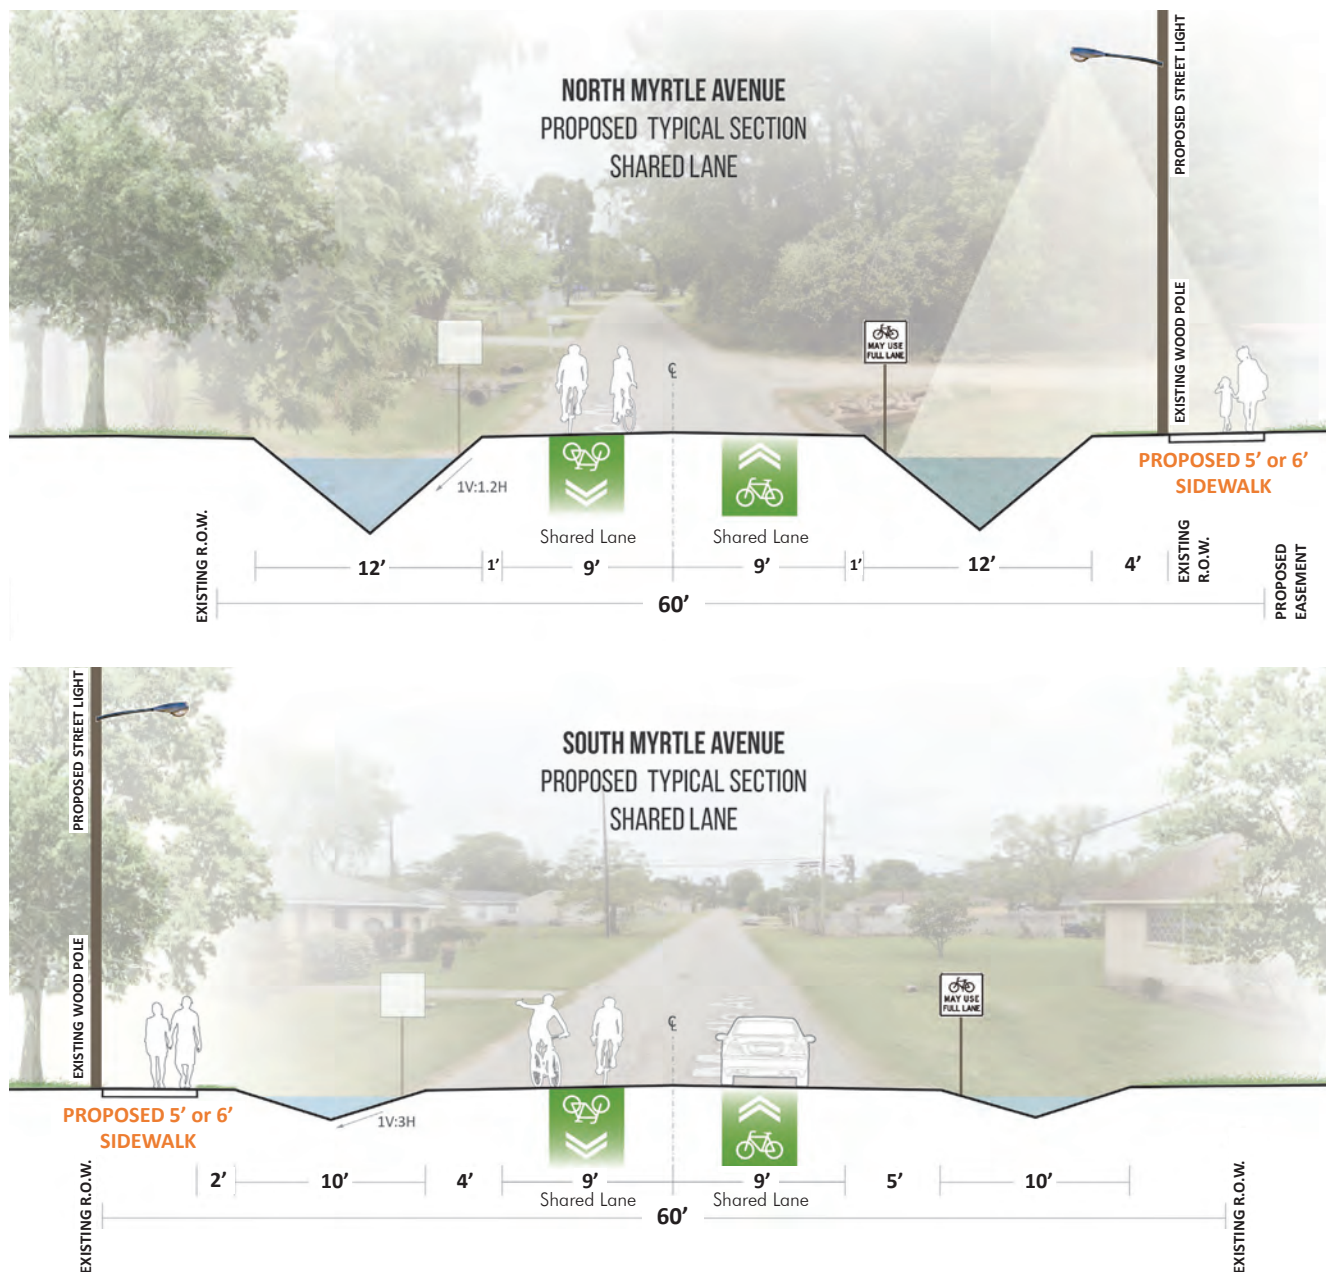 NORTH MYRTLE AVENUE
PROPOSED TYPICAL SECTION
SHARED LANE
PROPOSED STREET LIGHT
EXISTING WOOD POLE
MAY USE
FULL LANE
℄
PROPOSED 5’ or 6’
SIDEWALK
1V:1.2H
Shared Lane
Shared Lane
EXISTING R.O.W.
12’
1’
9’
9’
1’
12’
4’
EXISTING
R.O.W.
PROPOSED
EASEMENT
60’
PROPOSED STREET LIGHT
EXISTING WOOD POLE
SOUTH MYRTLE AVENUE
PROPOSED TYPICAL SECTION
SHARED LANE
MAY USE
FULL LANE
℄
PROPOSED 5’ or 6’
SIDEWALK
1V:3H
EXISTING R.O.W.
2’
10’
4’
9’
9’
5’
10’
Shared Lane
Shared Lane
60’
EXISTING R.O.W.